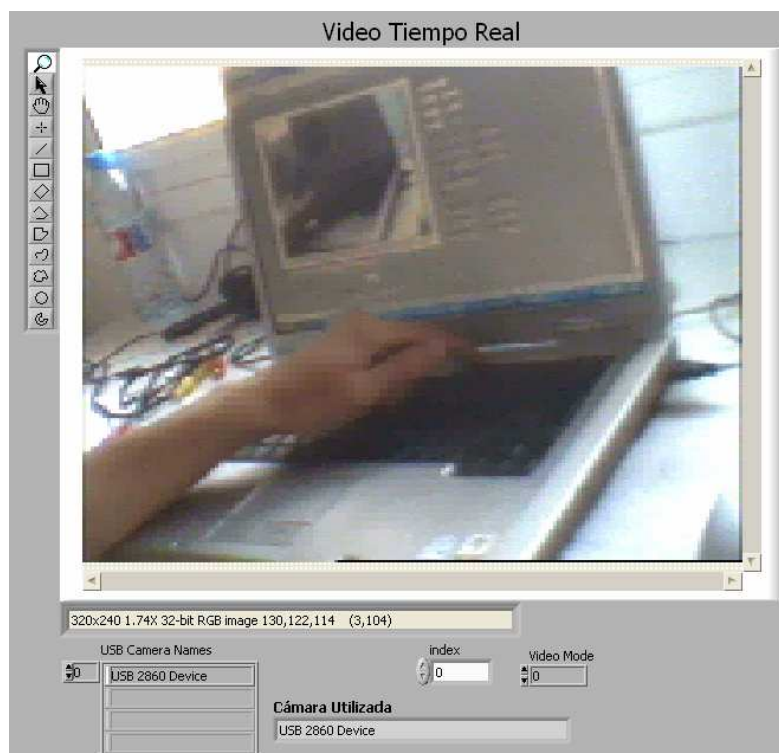 Video Tiempo Real
320x240 1.74X 32-bit RGB image 130,122,114 (3,104)
USB Camera Names
index
Video Mode
0
USB 2860 Device
0
0
Cámara Utilizada
USB 2860 Device